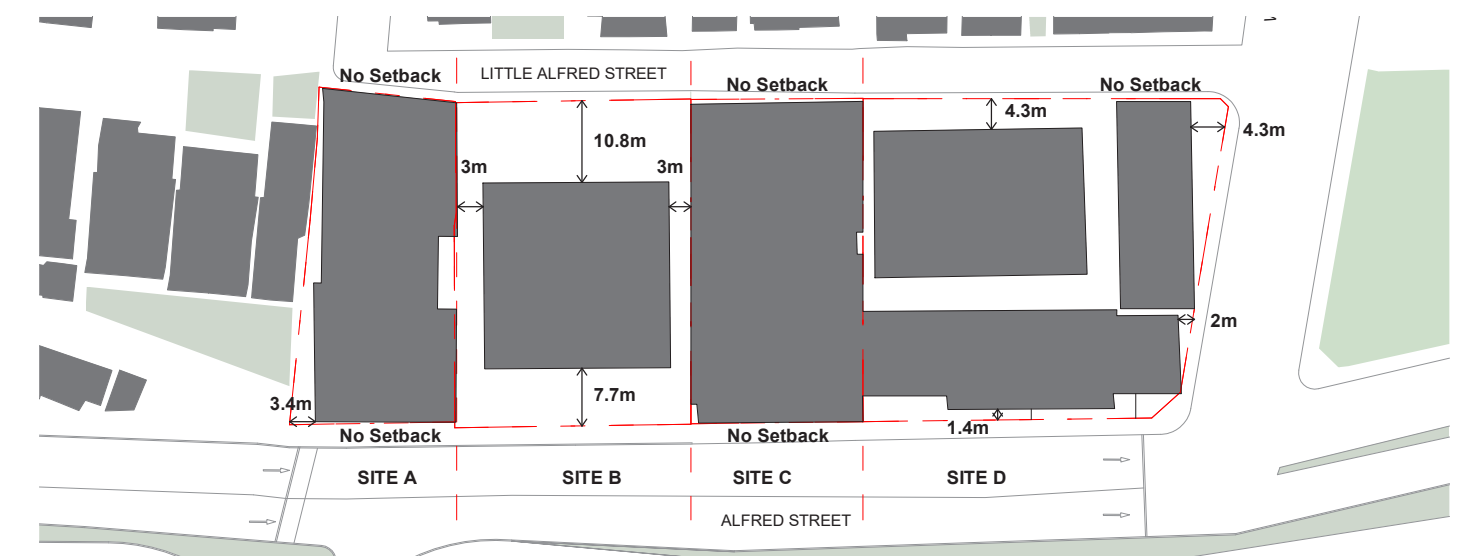 No Setback
LITTLE ALFRED STREET
No Setback
No Setback
4.3m
4.3m
10.8m
3m
3m
2m
3.4m
7.7m
1.4m
No Setback
No Setback
SITE A
SITE B
SITE C
SITE D
ALFRED STREET